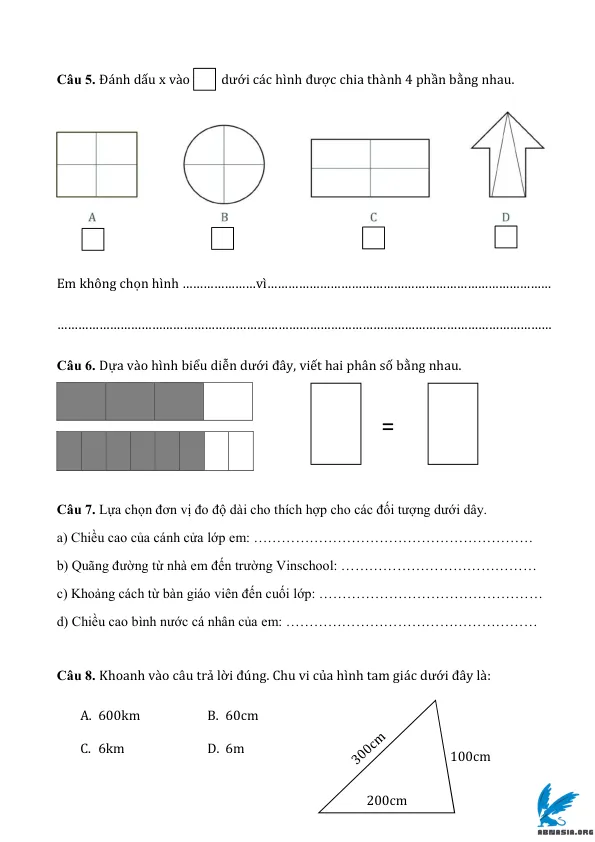 Câu 5. Đánh dấu x vào dưới các hình được chia thành 4 phần bằng nhau.
A B C D
Em không chọn hình .....................vì.................................................................................
.............................................................................................................................................
Câu 6. Dựa vào hình biểu diễn dưới đây, viết hai phân số bằng nhau.
=
Câu 7. Lựa chọn đơn vị đo độ dài cho thích hợp cho các đối tượng dưới dây.
a) Chiều cao của cánh cửa lớp em: ……………………………………………………
b) Quãng đường từ nhà em đến trường Vinschool: ……………………………………
c) Khoảng cách từ bàn giáo viên đến cuối lớp: …………………………………………
d) Chiều cao bình nước cá nhân của em: ………………………………………………
Câu 8. Khoanh vào câu trả lời đúng. Chu vi của hình tam giác dưới đây là:
A. 600km B. 60cm
C. 6km D. 6m
300cm
100cm
200cm
ABNASIA.ORG